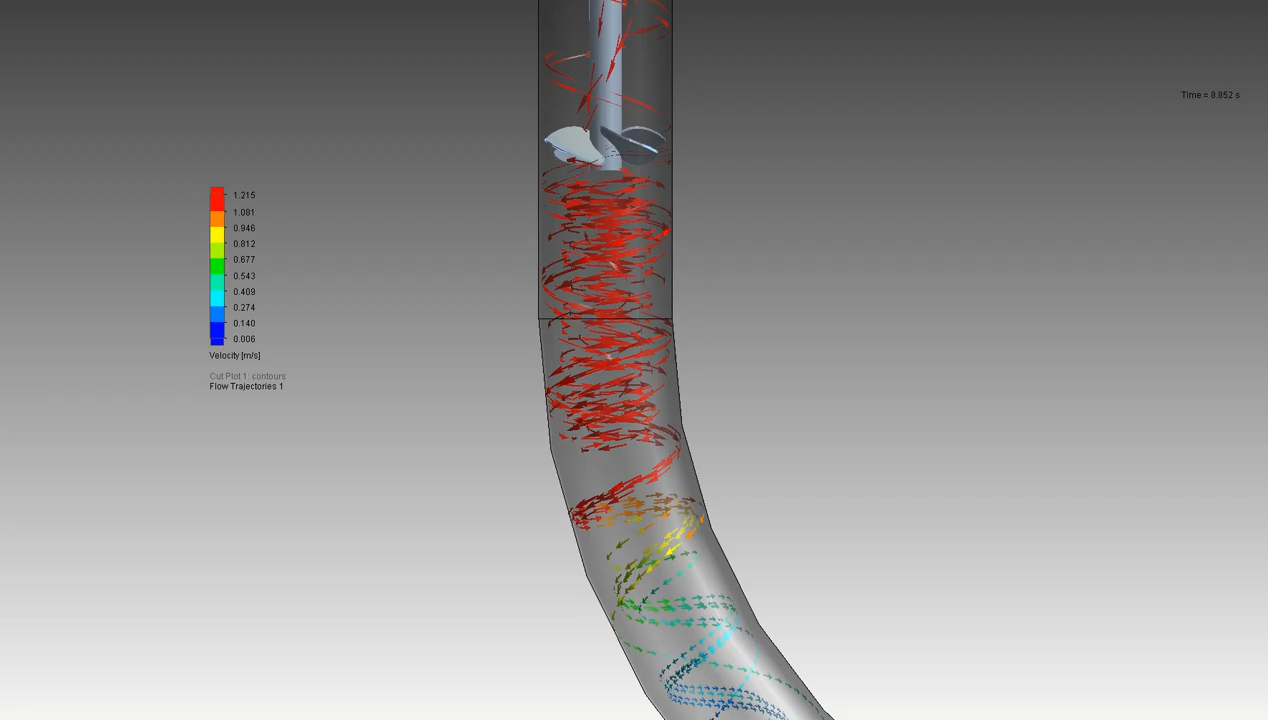 Time = 8.852 s
1.215
1.081
0.946
0.812
0.677
0.543
0.409
0.274
0.140
0.006
Velocity [m/s]
Cut Plot 1: contours
Flow Trajectories 1